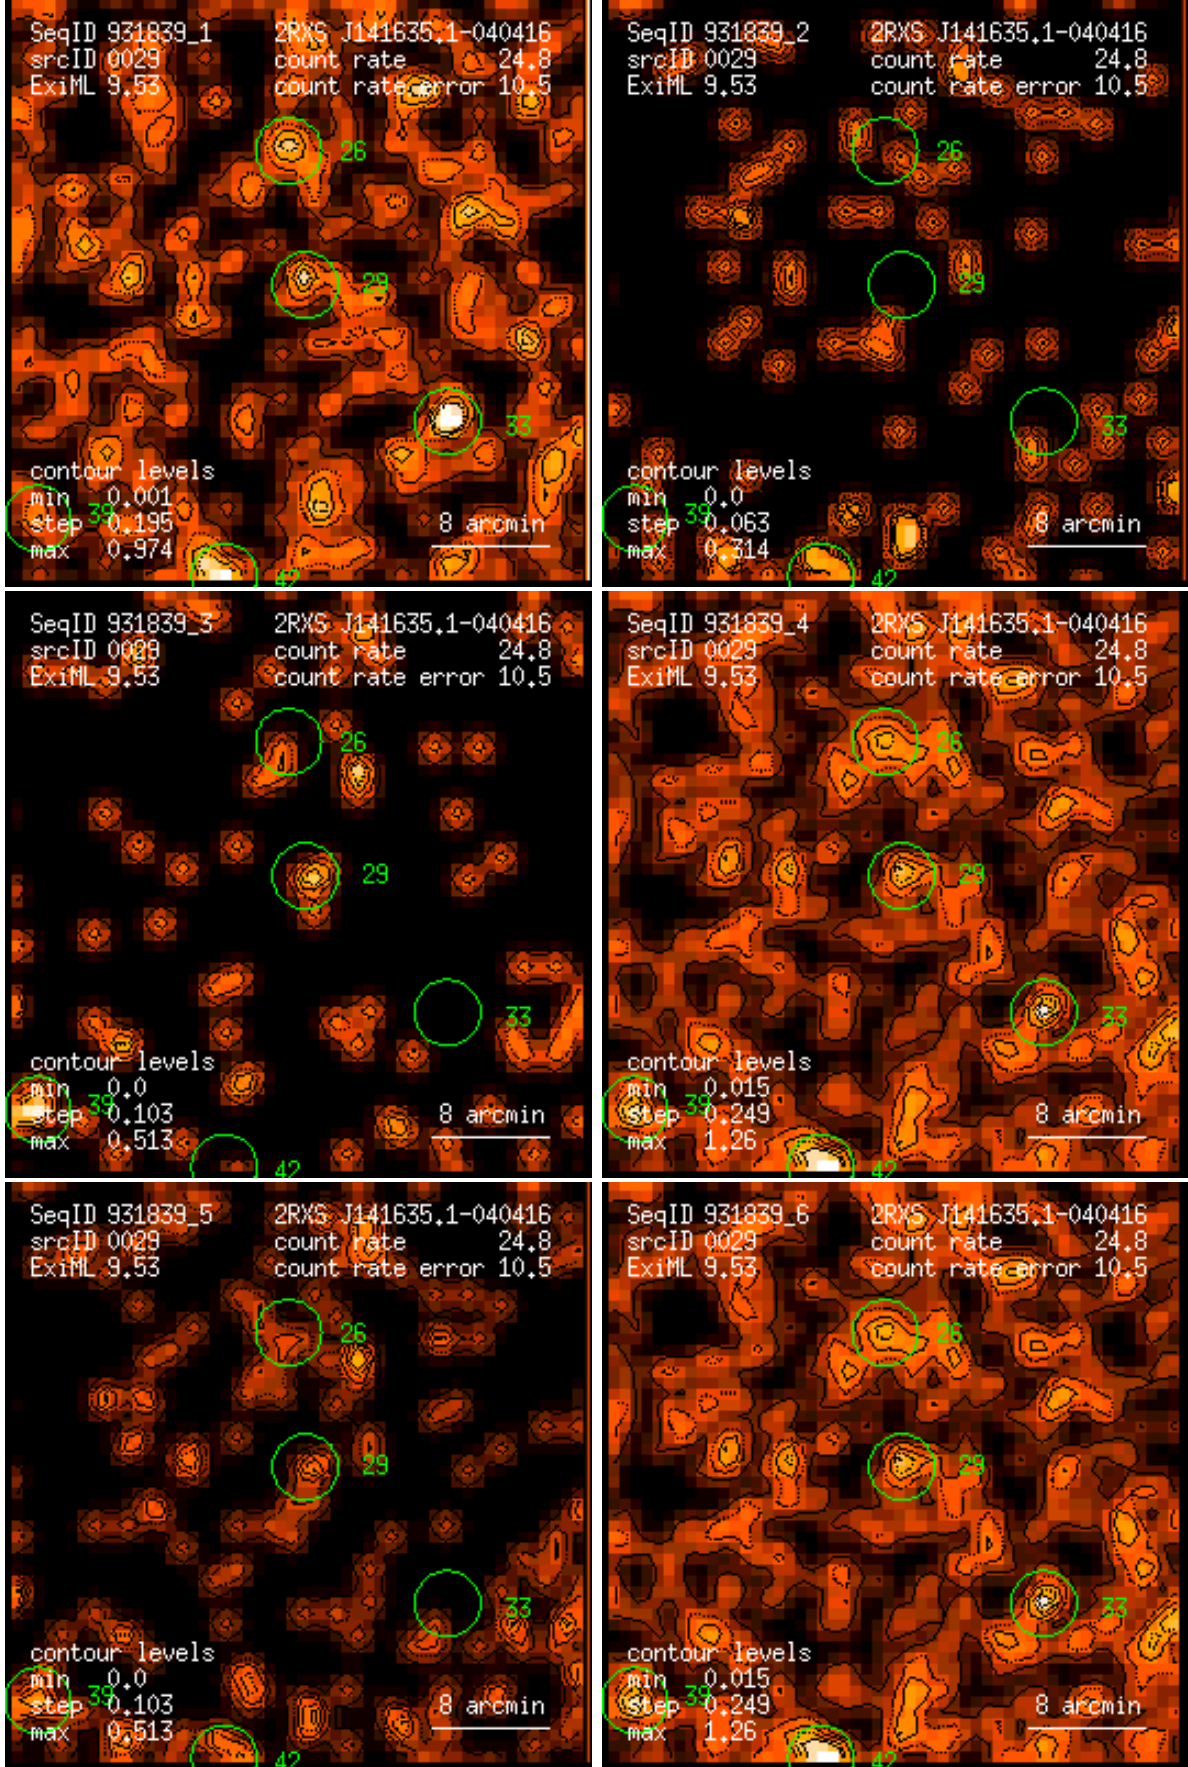 SeqID 931839_1 2RXS J141635.1-040416
srcID 0029 count rate 24.8
ExiML 9.53 count rate error 10.5
26
29
33
contour levels
min 0.001
39
step 0.195 8 arcmin
max 0.974
42
SeqID 931839_2 2RXS J141635.1-040416
srcID 0029 count rate 24.8
ExiML 9.53 count rate error 10.5
26
29
33
contour levels
min 0.0
39
step 0.063 8 arcmin
max 0.314
42
SeqID 931839_3 2RXS J141635.1-040416
srcID 0029 count rate 24.8
ExiML 9.53 count rate error 10.5
26
29
33
contour levels
min 0.0
39
step 0.103 8 arcmin
max 0.513
42
SeqID 931839_4 2RXS J141635.1-040416
srcID 0029 count rate 24.8
ExiML 9.53 count rate error 10.5
26
29
33
contour levels
min 0.015
39
step 0.249 8 arcmin
max 1.26
42
SeqID 931839_5 2RXS J141635.1-040416
srcID 0029 count rate 24.8
ExiML 9.53 count rate error 10.5
26
29
33
contour levels
min 0.0
39
step 0.103 8 arcmin
max 0.513
42
SeqID 931839_6 2RXS J141635.1-040416
srcID 0029 count rate 24.8
ExiML 9.53 count rate error 10.5
26
29
33
contour levels
min 0.015
39
step 0.249 8 arcmin
max 1.26
42